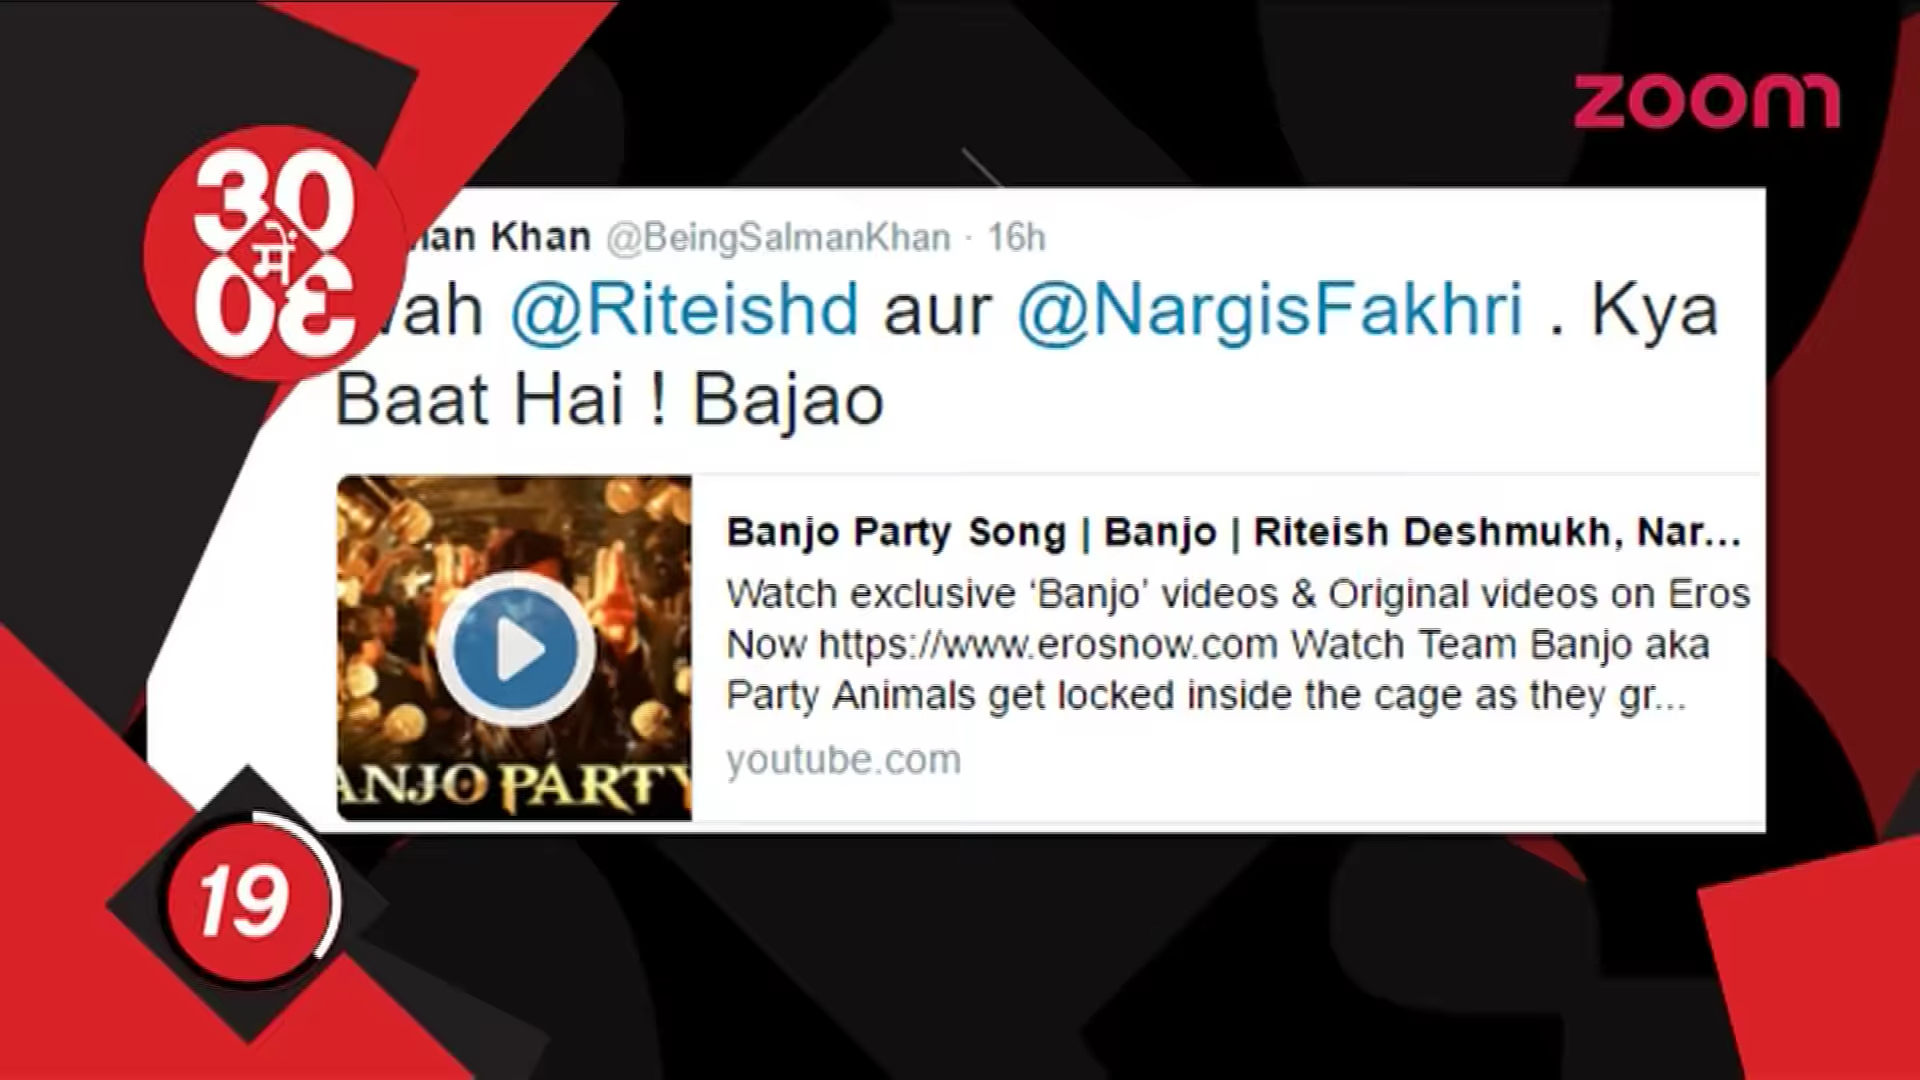 zoom
30
में
30
Khan @BeingSalmanKhan · 16h
@Riteishd aur @NargisFakhri . Kya
Baat Hai ! Bajao
Banjo Party Song | Banjo | Riteish Deshmukh, Nar...
Watch exclusive ‘Banjo’ videos & Original videos on Eros
Now https://www.erosnow.com Watch Team Banjo aka
Party Animals get locked inside the cage as they gr...
youtube.com
ANJO PARTY
19